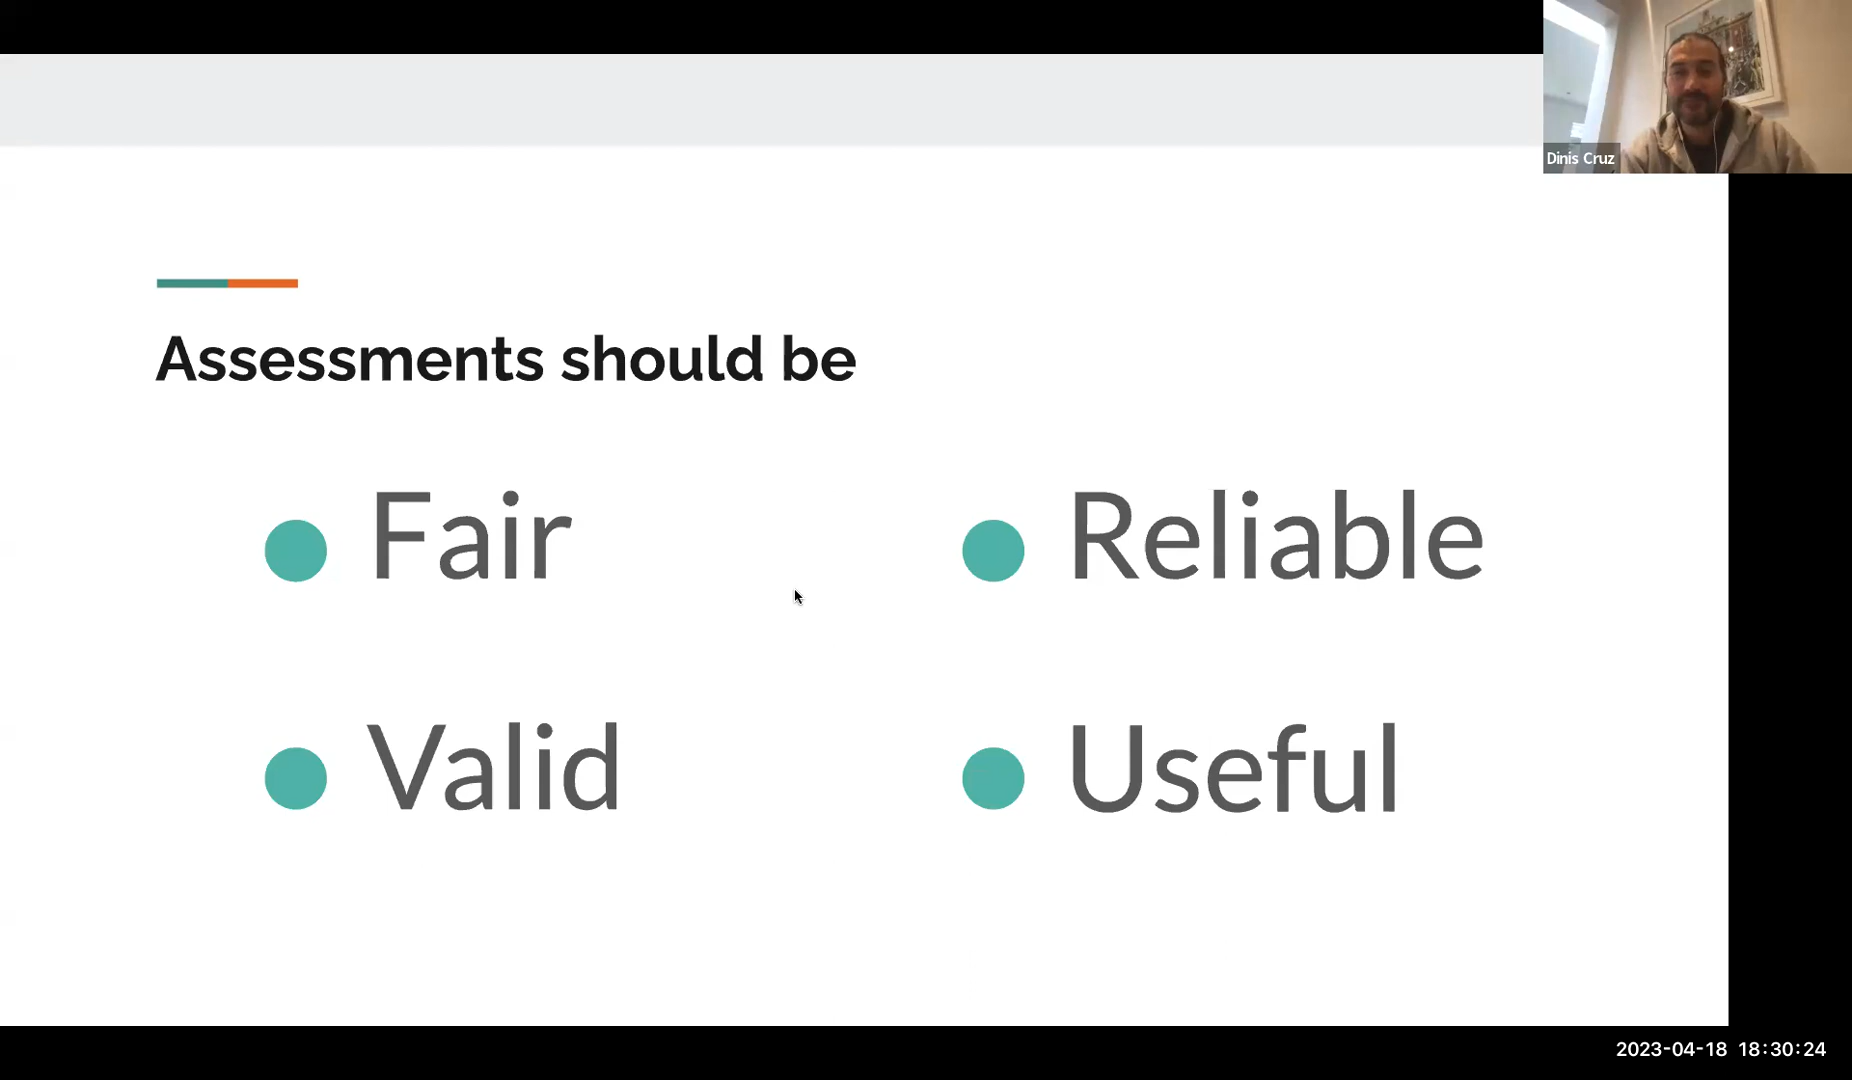 Dinis Cruz
Assessments should be
Fair
Reliable
Valid
Useful
2023-04-18 18:30:24